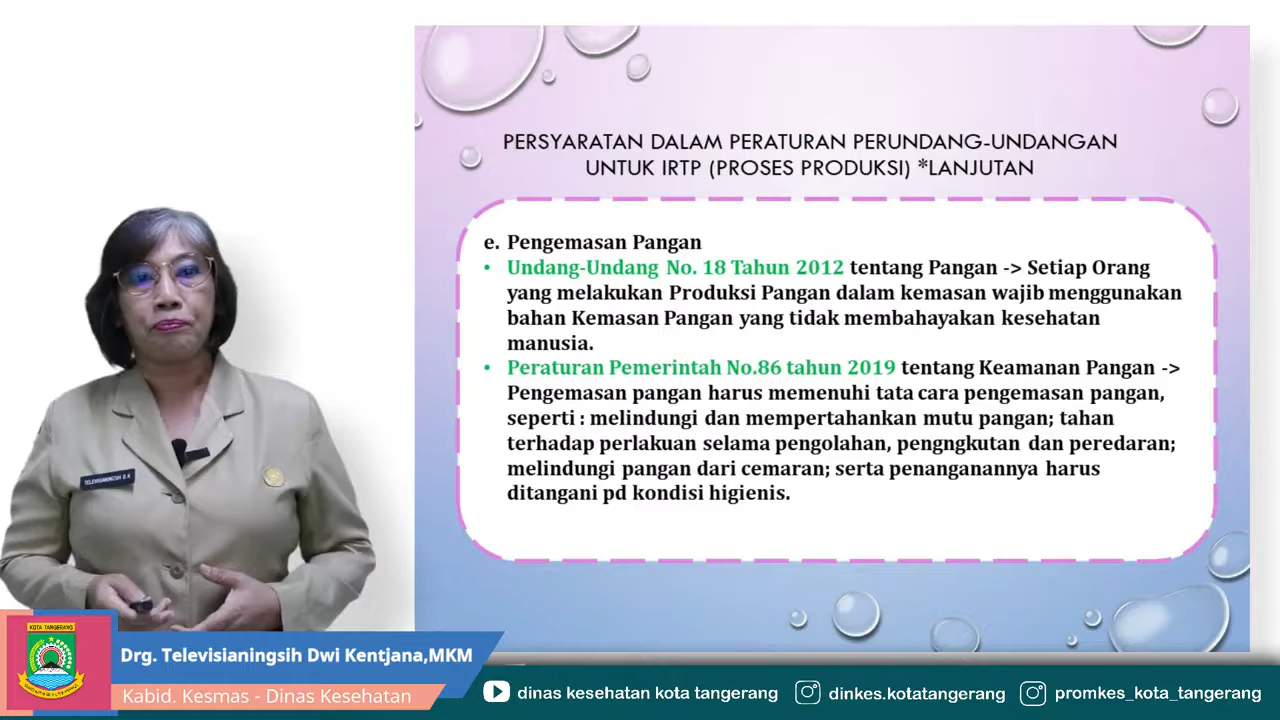 PERSYARATAN DALAM PERATURAN PERUNDANG-UNDANGAN
UNTUK IRTP (PROSES PRODUKSI) *LANJUTAN
e. Pengemasan Pangan
• Undang-Undang No. 18 Tahun 2012 tentang Pangan -> Setiap Orang
yang melakukan Produksi Pangan dalam kemasan wajib menggunakan
bahan Kemasan Pangan yang tidak membahayakan kesehatan
manusia.
• Peraturan Pemerintah No.86 tahun 2019 tentang Keamanan Pangan ->
Pengemasan pangan harus memenuhi tata cara pengemasan pangan,
seperti : melindungi dan mempertahankan mutu pangan; tahan
terhadap perlakuan selama pengolahan, pengngkutan dan peredaran;
melindungi pangan dari cemaran; serta penanganannya harus
ditangani pd kondisi higienis.
TELEVISIANINGSIH D K
KOTA TANGERANG
Drg. Televisianingsih Dwi Kentjana,MKM
Kabid. Kesmas - Dinas Kesehatan
dinas kesehatan kota tangerang
dinkes.kotatangerang
promkes_kota_tangerang